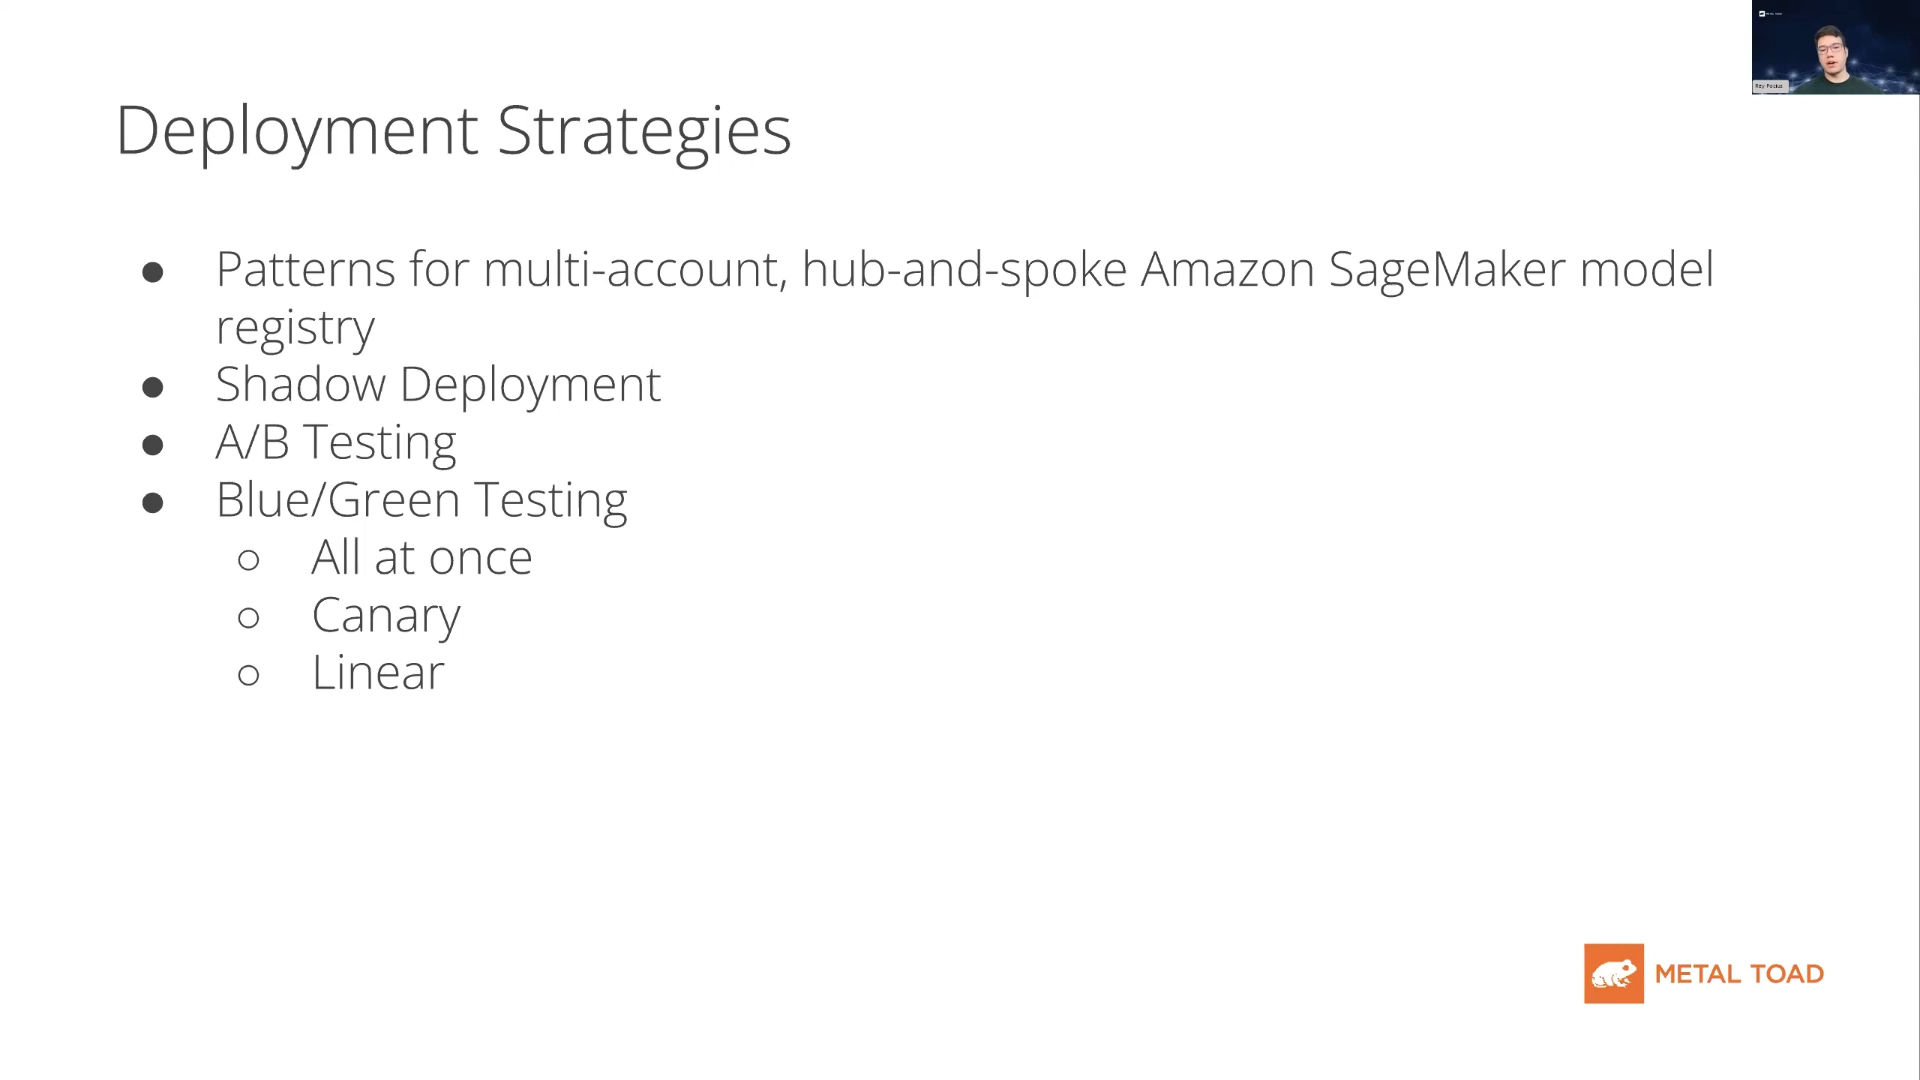 Deployment Strategies
● Patterns for multi-account, hub-and-spoke Amazon SageMaker model
registry
● Shadow Deployment
● A/B Testing
● Blue/Green Testing
○ All at once
○ Canary
○ Linear
METAL TOAD